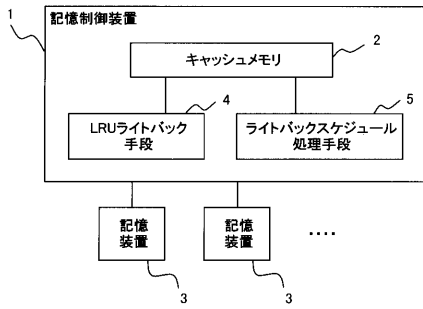 1
記憶制御装置
2
キャッシュメモリ
4
5
LRUライトバック
手段
ライトバックスケジュール
処理手段
記憶
装置
記憶
装置
‥‥
3
3